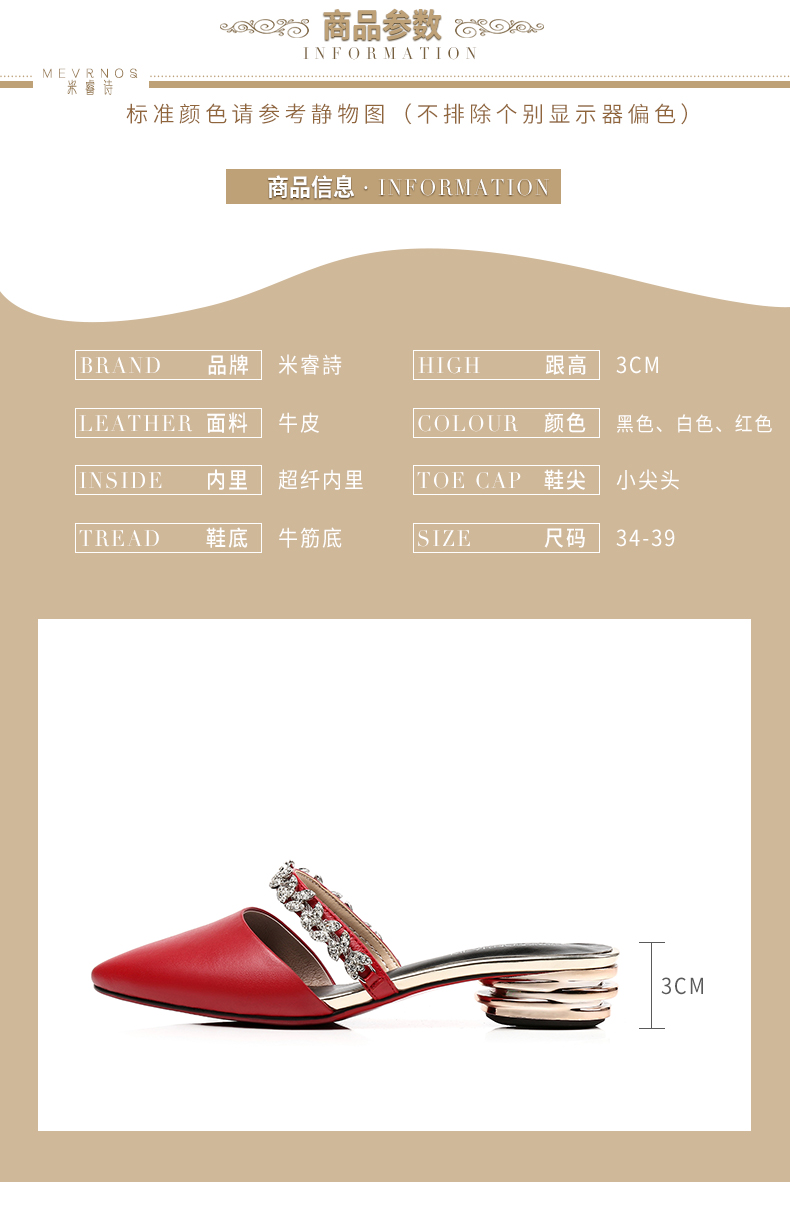 商品参数
INFORMATION
MEVRNOS
米睿诗
标准颜色请参考静物图（不排除个别显示器偏色）
商品信息·INFORMATION
BRAND 品牌 米睿詩 HIGH 跟高 3CM
LEATHER 面料 牛皮 COLOUR 颜色 黑色、白色、红色
INSIDE 内里 超纤内里 TOE CAP 鞋尖 小尖头
TREAD 鞋底 牛筋底 SIZE 尺码 34-39
3CM